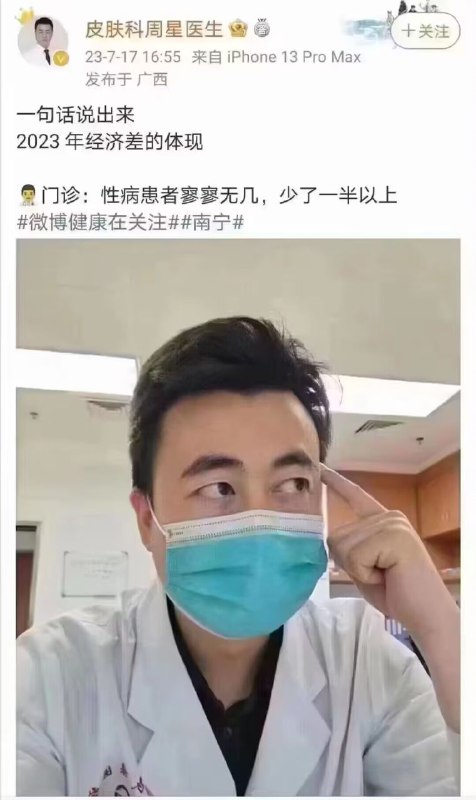 皮肤科周星医生
+关注
23-7-17 16:55 来自 iPhone 13 Pro Max
发布于 广西
一句话说出来
2023 年经济差的体现
门诊：性病患者寥寥无几，少了一半以上
#微博健康在关注##南宁#